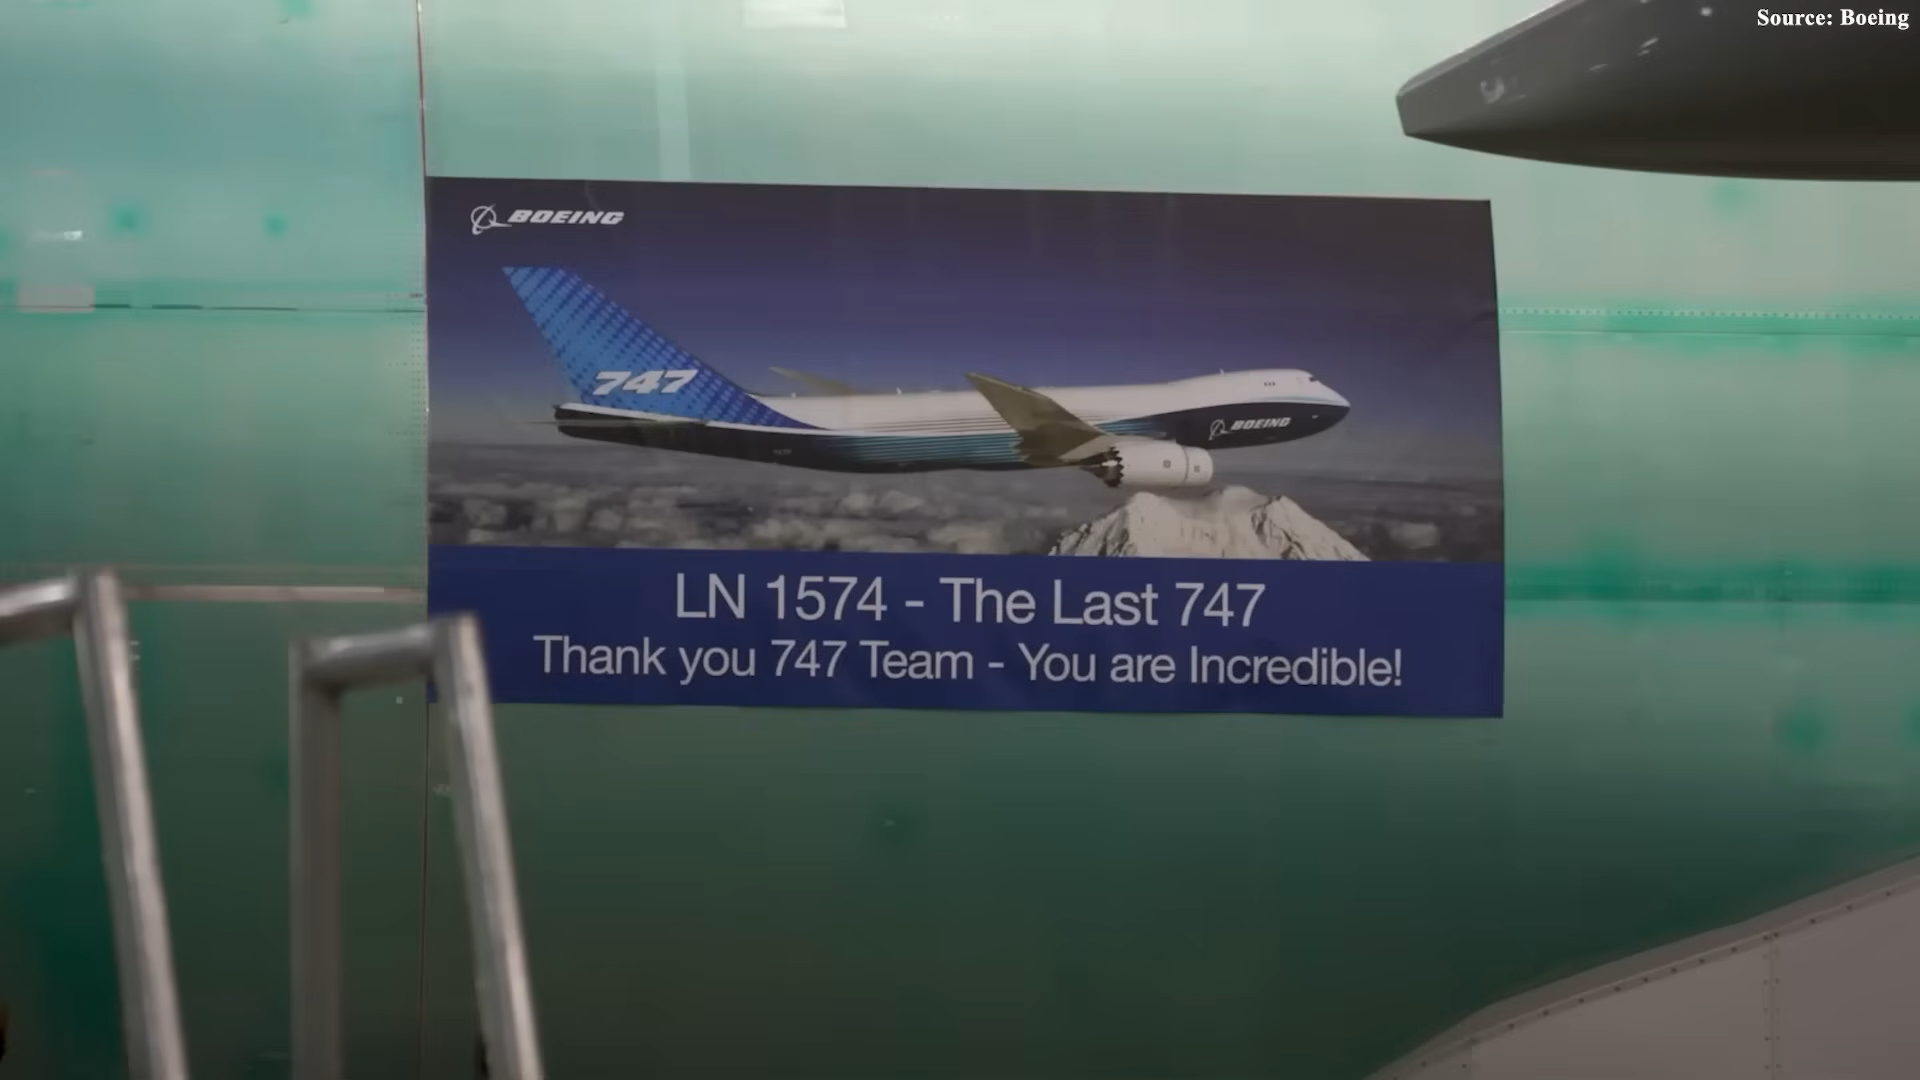 Source: Boeing
BOEING
747
BOEING
LN 1574 - The Last 747
Thank you 747 Team - You are Incredible!